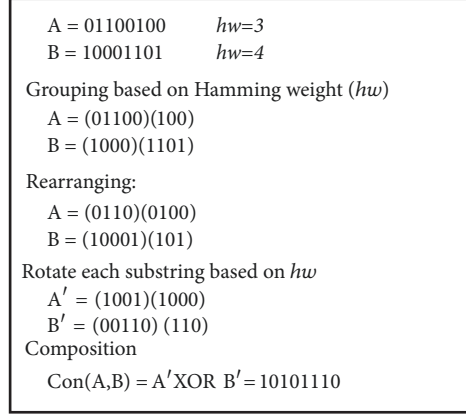 A = 01100100 hw=3
B = 10001101 hw=4
Grouping based on Hamming weight (hw)
A = (01100)(100)
B = (1000)(1101)
Rearranging:
A = (0110)(0100)
B = (10001)(101)
Rotate each substring based on hw
A′ = (1001)(1000)
B′ = (00110) (110)
Composition
Con(A,B) = A′XOR B′= 10101110